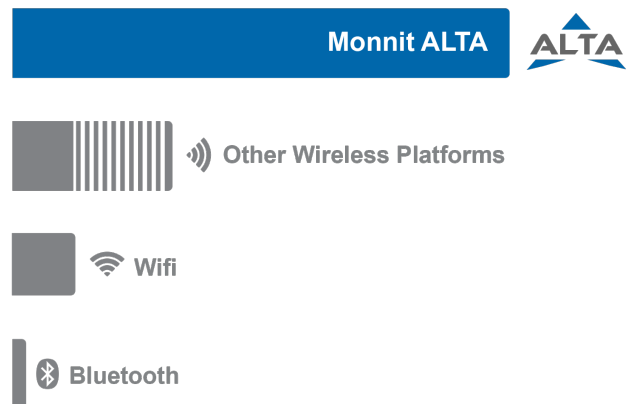 Monnit ALTA
ALTA
Other Wireless Platforms
Wifi
Bluetooth